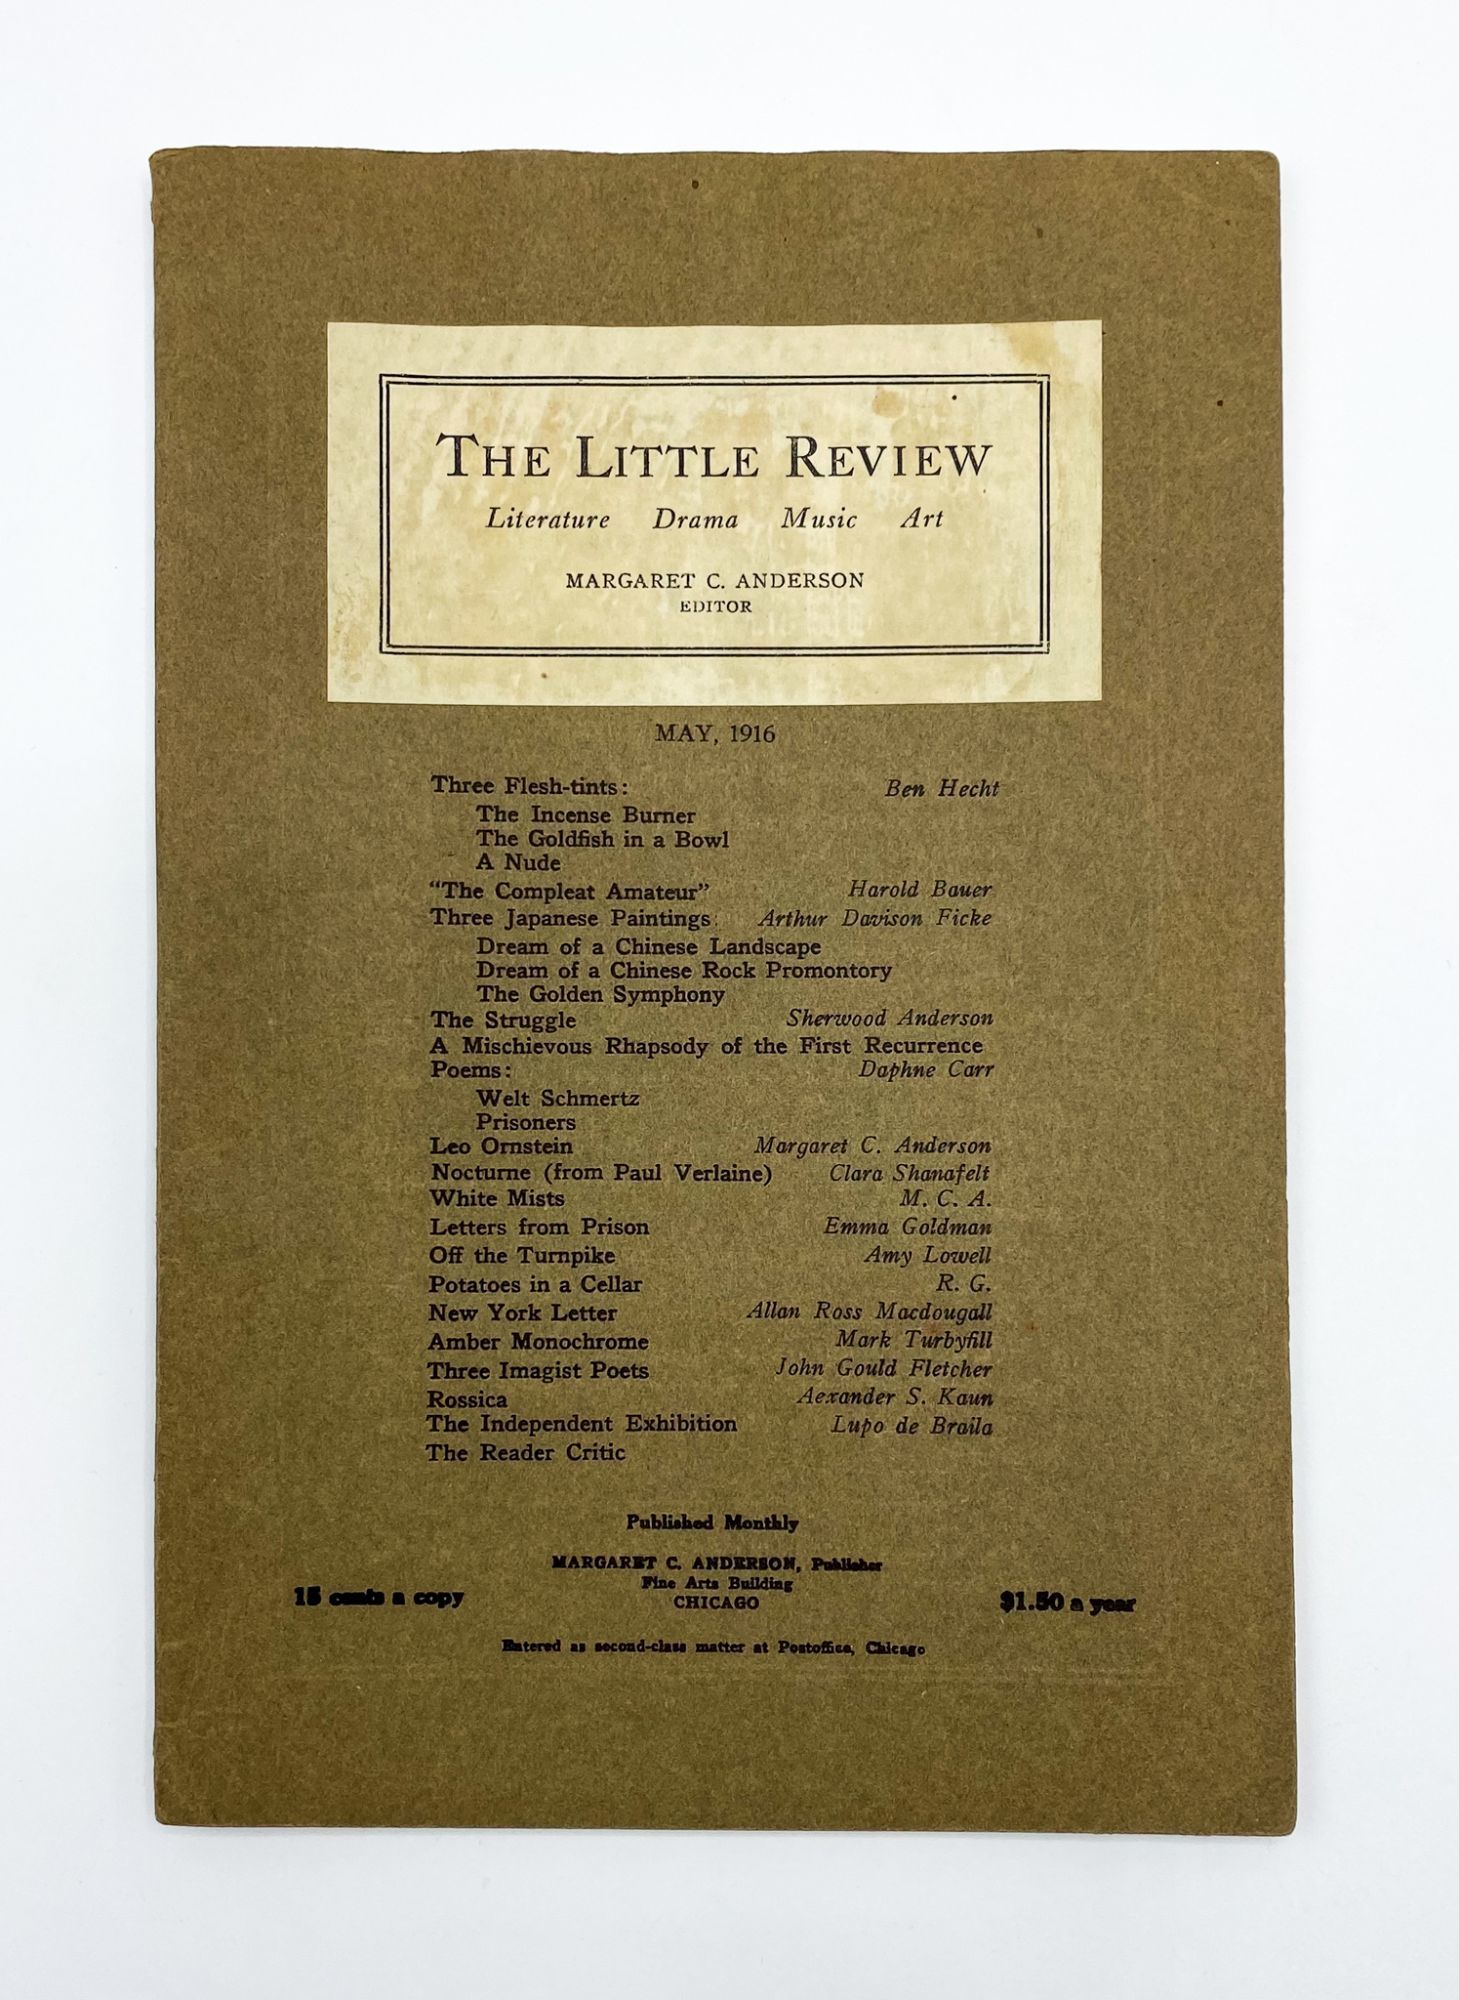 THE LITTLE REVIEW
Literature Drama Music Art
MARGARET C. ANDERSON
EDITOR
MAY, 1916
Three Flesh-tints: Ben Hecht
The Incense Burner
The Goldfish in a Bowl
A Nude
"The Compleat Amateur" Harold Bauer
Three Japanese Paintings: Arthur Davison Ficke
Dream of a Chinese Landscape
Dream of a Chinese Rock Promontory
The Golden Symphony
The Struggle Sherwood Anderson
A Mischievous Rhapsody of the First Recurrence
Poems: Daphne Carr
Welt Schmertz
Prisoners
Leo Ornstein Margaret C. Anderson
Nocturne (from Paul Verlaine) Clara Shanafelt
White Mists M. C. A.
Letters from Prison Emma Goldman
Off the Turnpike Amy Lowell
Potatoes in a Cellar R. G.
New York Letter Allan Ross Macdougall
Amber Monochrome Mark Turbyfill
Three Imagist Poets John Gould Fletcher
Rossica Aexander S. Kaun
The Independent Exhibition Lupo de Braila
The Reader Critic
Published Monthly
MARGARET C. ANDERSON, Publisher
Fine Arts Building
15 cents a copy CHICAGO $1.50 a year
Entered as second-class matter at Postoffice, Chicago